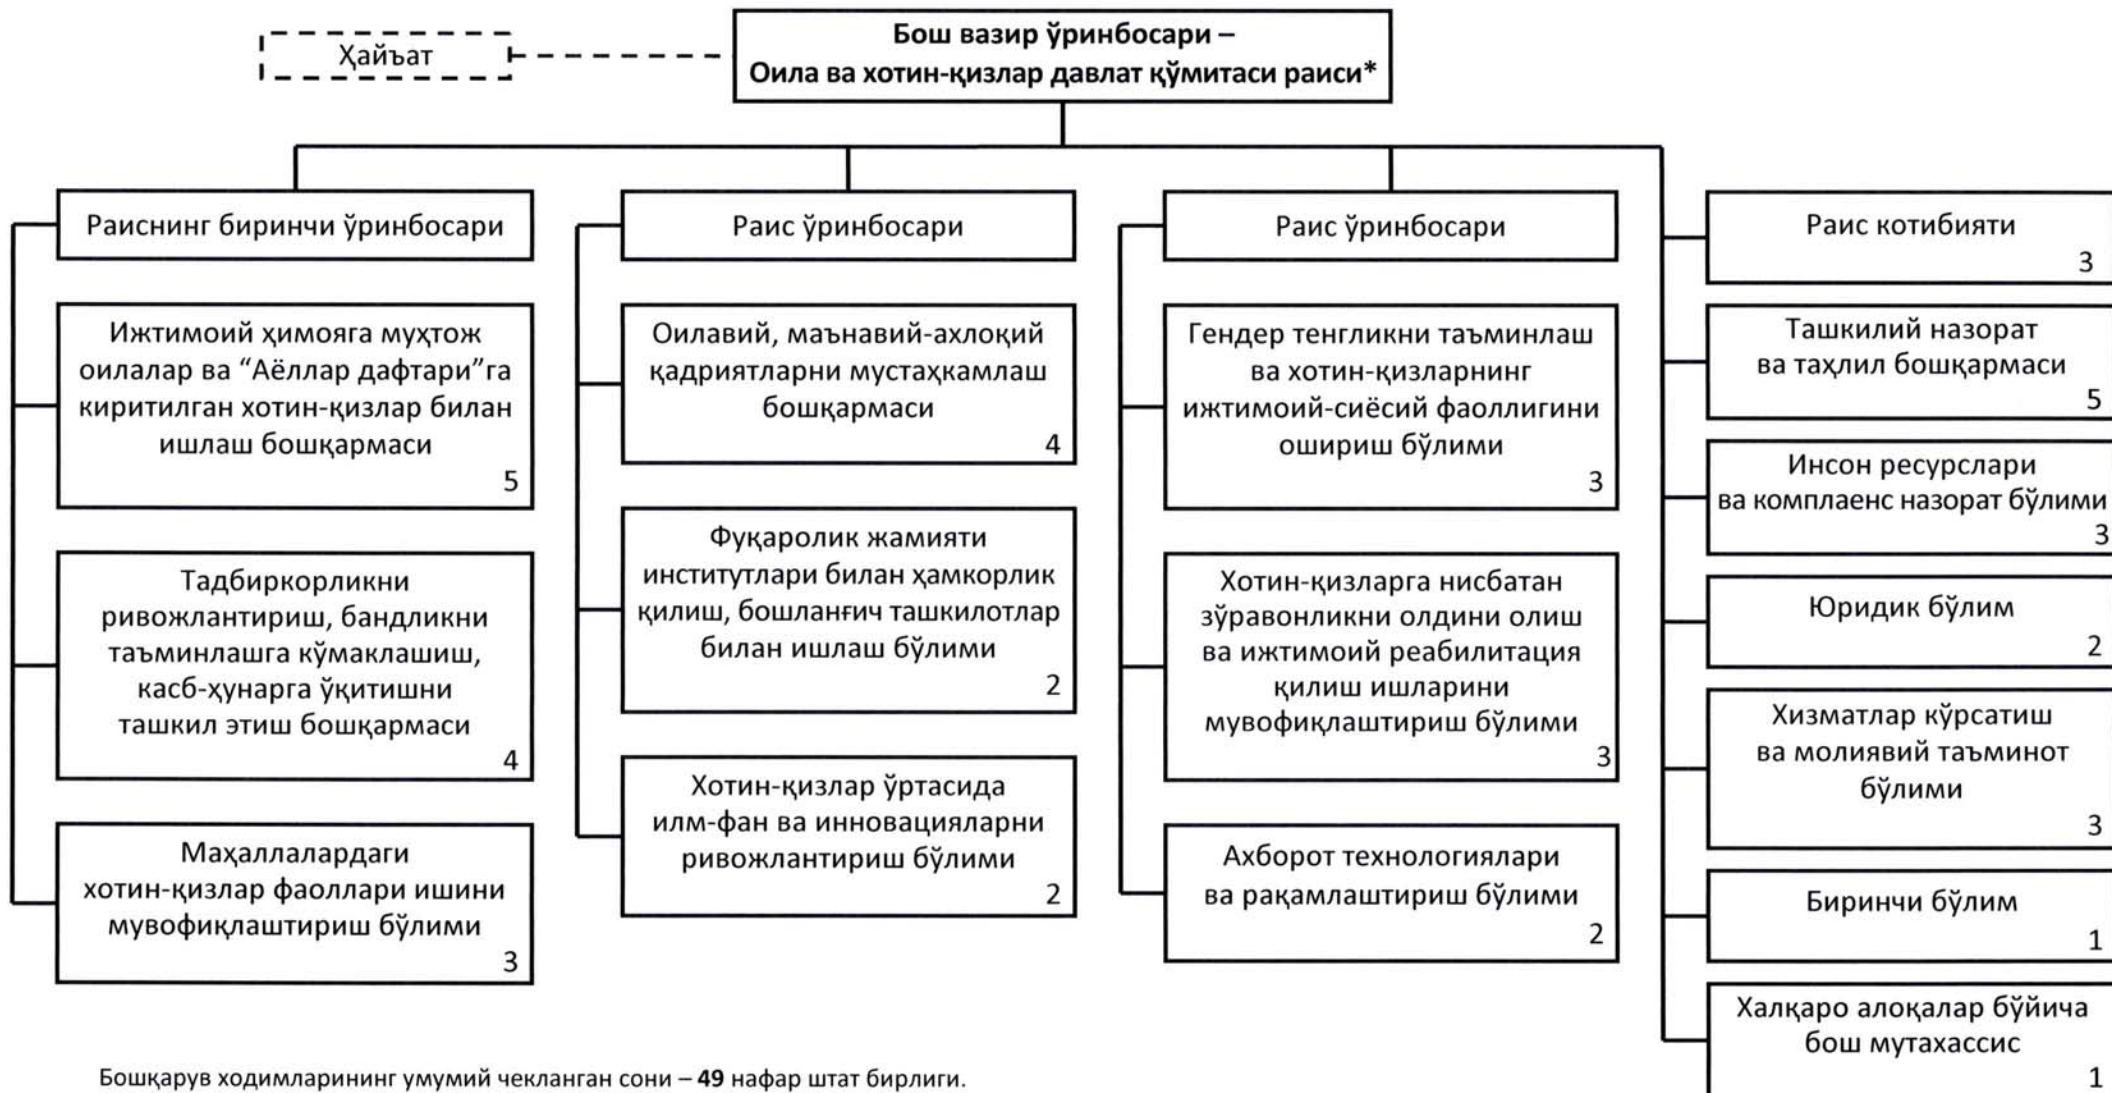 Ҳайъат
Бош вазир ўринбосари –
Оила ва хотин-қизлар давлат қўмитаси раиси*
Раиснинг биринчи ўринбосари
Ижтимоий ҳимояга муҳтож
оилалар ва “Аёллар дафтари”га
киритилган хотин-қизлар билан
ишлаш бошқармаси
5
Тадбиркорликни
ривожлантириш, бандликни
таъминлашга кўмаклашиш,
касб-ҳунарга ўқитишни
ташкил этиш бошқармаси
4
Маҳаллалардаги
хотин-қизлар фаоллари ишини
мувофиқлаштириш бўлими
3
Раис ўринбосари
Оилавий, маънавий-ахлоқий
қадриятларни мустаҳкамлаш
бошқармаси
4
Фуқаролик жамияти
институтлари билан ҳамкорлик
қилиш, бошланғич ташкилотлар
билан ишлаш бўлими
2
Хотин-қизлар ўртасида
илм-фан ва инновацияларни
ривожлантириш бўлими
2
Раис ўринбосари
Гендер тенгликни таъминлаш
ва хотин-қизларнинг
ижтимоий-сиёсий фаоллигини
ошириш бўлими
3
Хотин-қизларга нисбатан
зўравонликни олдини олиш
ва ижтимоий реабилитация
қилиш ишларини
мувофиқлаштириш бўлими
3
Ахборот технологиялари
ва рақамлаштириш бўлими
2
Раис котибияти
3
Ташкилий назорат
ва таҳлил бошқармаси
5
Инсон ресурслари
ва комплаенс назорат бўлими
3
Юридик бўлим
2
Хизматлар кўрсатиш
ва молиявий таъминот
бўлими
3
Биринчи бўлим
1
Халқаро алоқалар бўйича
бош мутахассис
1
Бошқарув ходимларининг умумий чекланган сони – 49 нафар штат бирлиги.